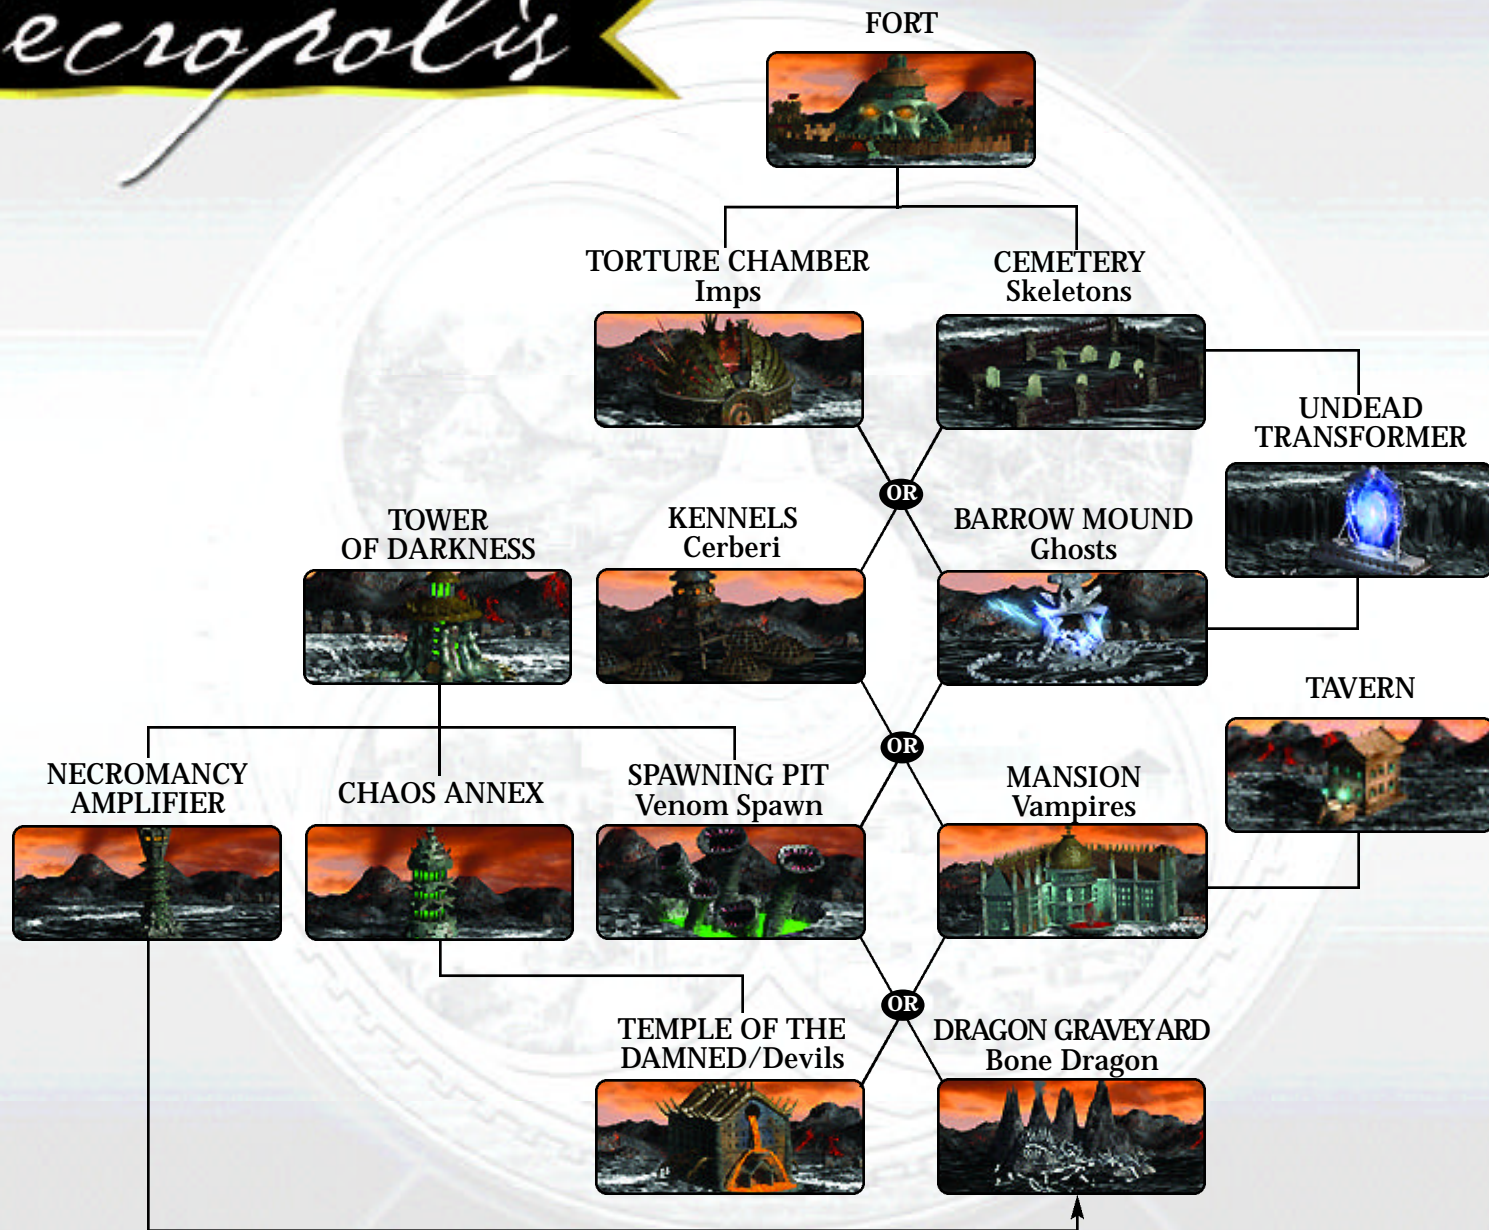 ecropolis
FORT
TORTURE CHAMBER
Imps
CEMETERY
Skeletons
UNDEAD
TRANSFORMER
OR
TOWER
OF DARKNESS
KENNELS
Cerberi
BARROW MOUND
Ghosts
TAVERN
OR
NECROMANCY
AMPLIFIER
CHAOS ANNEX
SPAWNING PIT
Venom Spawn
MANSION
Vampires
OR
TEMPLE OF THE
DAMNED/Devils
DRAGON GRAVEYARD
Bone Dragon